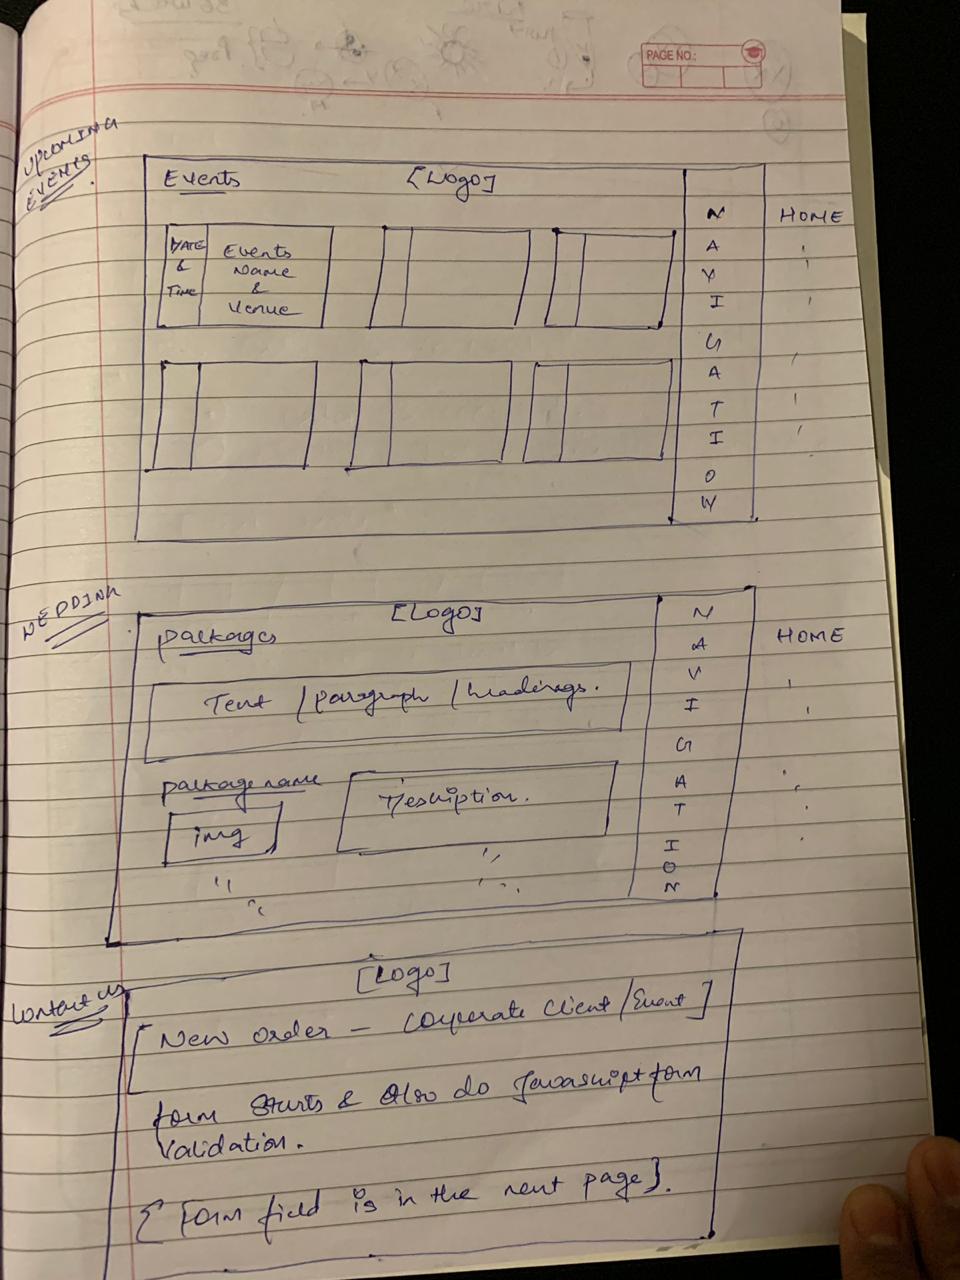 PAGE NO.:
UPCOMING
EVENTS
Events
[Logo]
DATE
&
Time
Events
Name
&
Venue
NAVIGATION
HOME
WEDDING
packages
[Logo]
Text / paragraph / headings.
package name
img
Description.
NAVIGATION
HOME
Contact us
[Logo]
[New order – corporate client/Event]
form starts & Also do Javascript form
validation.
{ [Form field is in the next page].